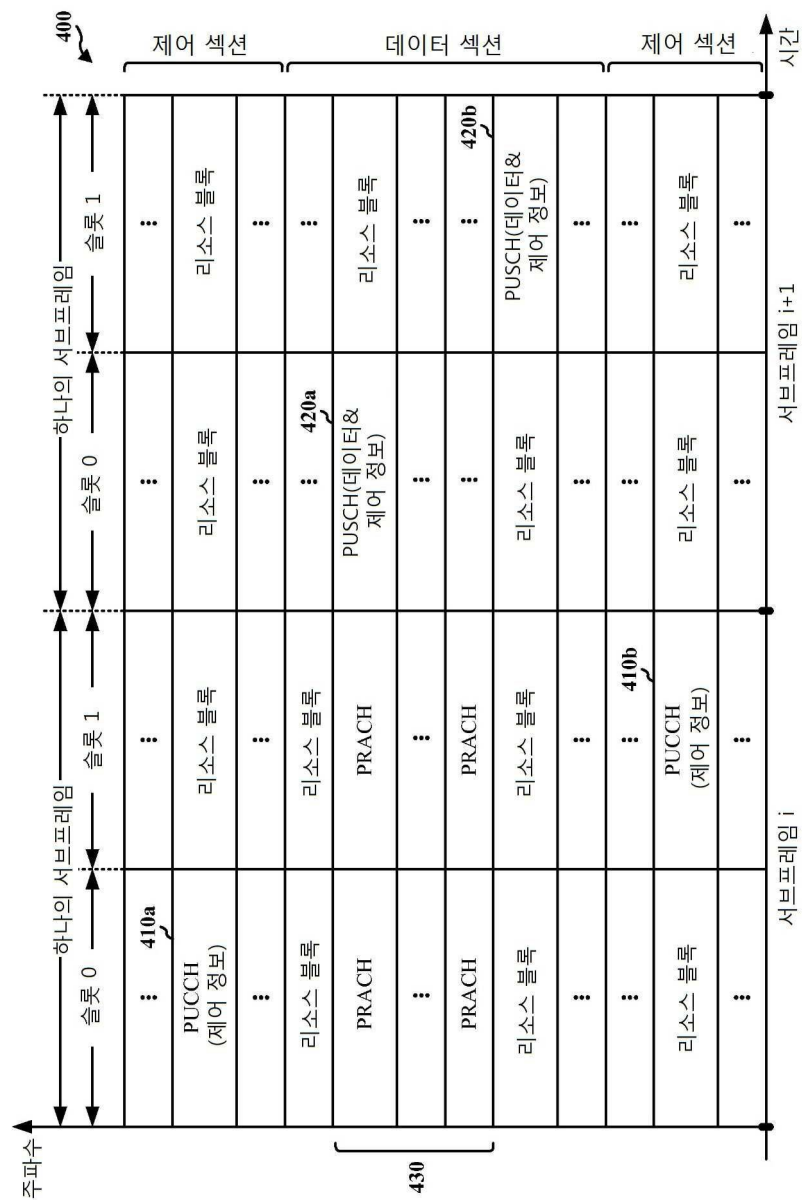 400
하나의 서브프레임
하나의 서브프레임
슬롯 0
슬롯 1
슬롯 0
슬롯 1
주파수
...
...
...
...
제어 섹션
410a
PUCCH
(제어 정보)
리소스 블록
리소스 블록
리소스 블록
...
...
...
...
리소스 블록
리소스 블록
...
...
데이터 섹션
420a
430
PRACH
PRACH
PUSCH(데이터&
제어 정보)
리소스 블록
...
...
...
...
PRACH
PRACH
...
...
420b
리소스 블록
리소스 블록
리소스 블록
PUSCH(데이터&
제어 정보)
...
...
...
...
...
...
...
...
제어 섹션
410b
리소스 블록
PUCCH
(제어 정보)
리소스 블록
리소스 블록
...
...
...
...
시간
서브프레임 i
서브프레임 i+1